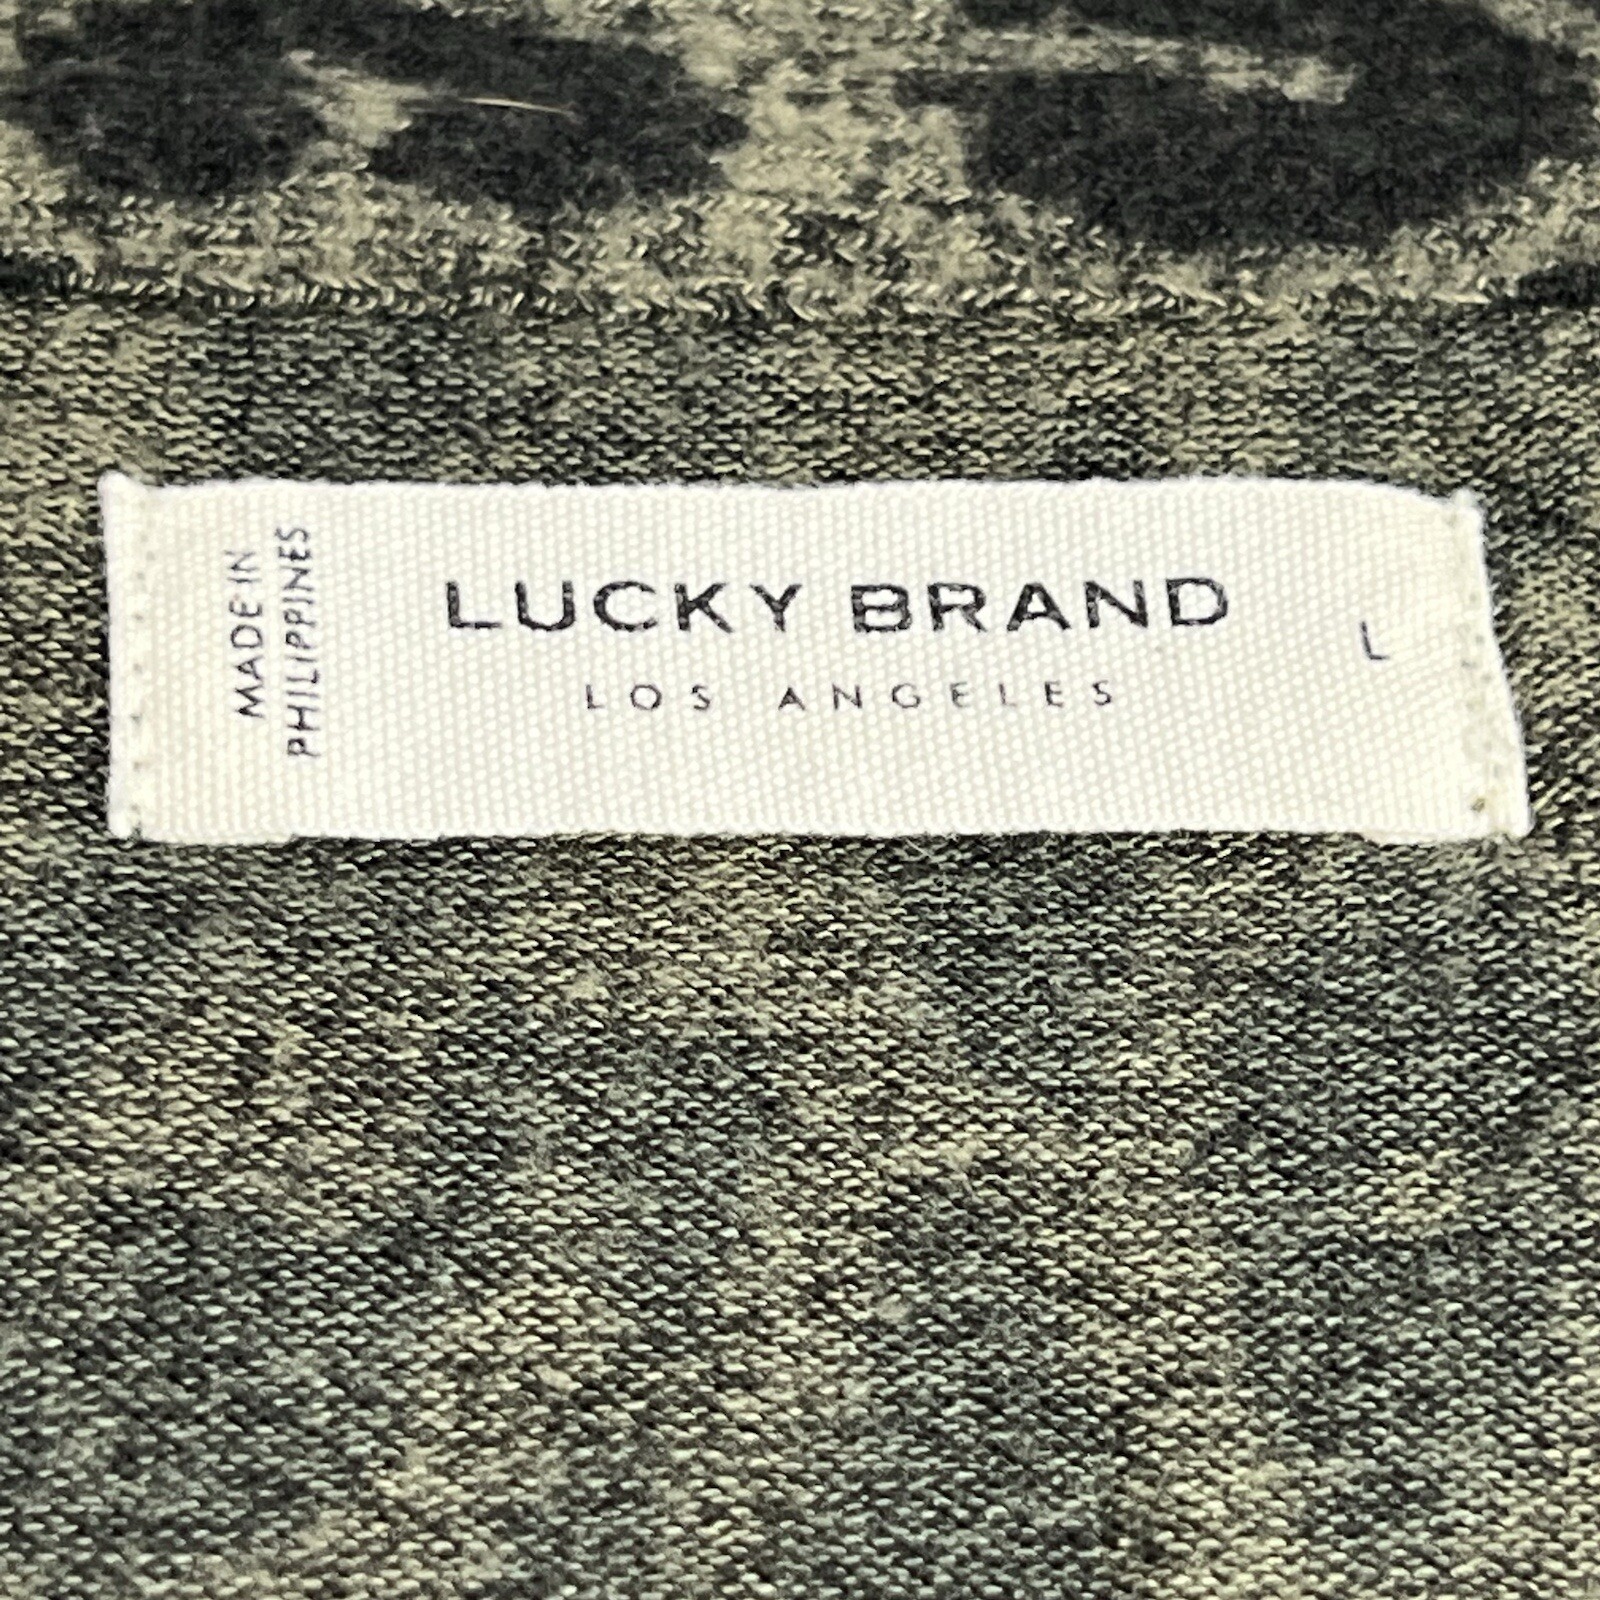 MADE IN
PHILIPPINES
LUCKY BRAND
LOS ANGELES
L